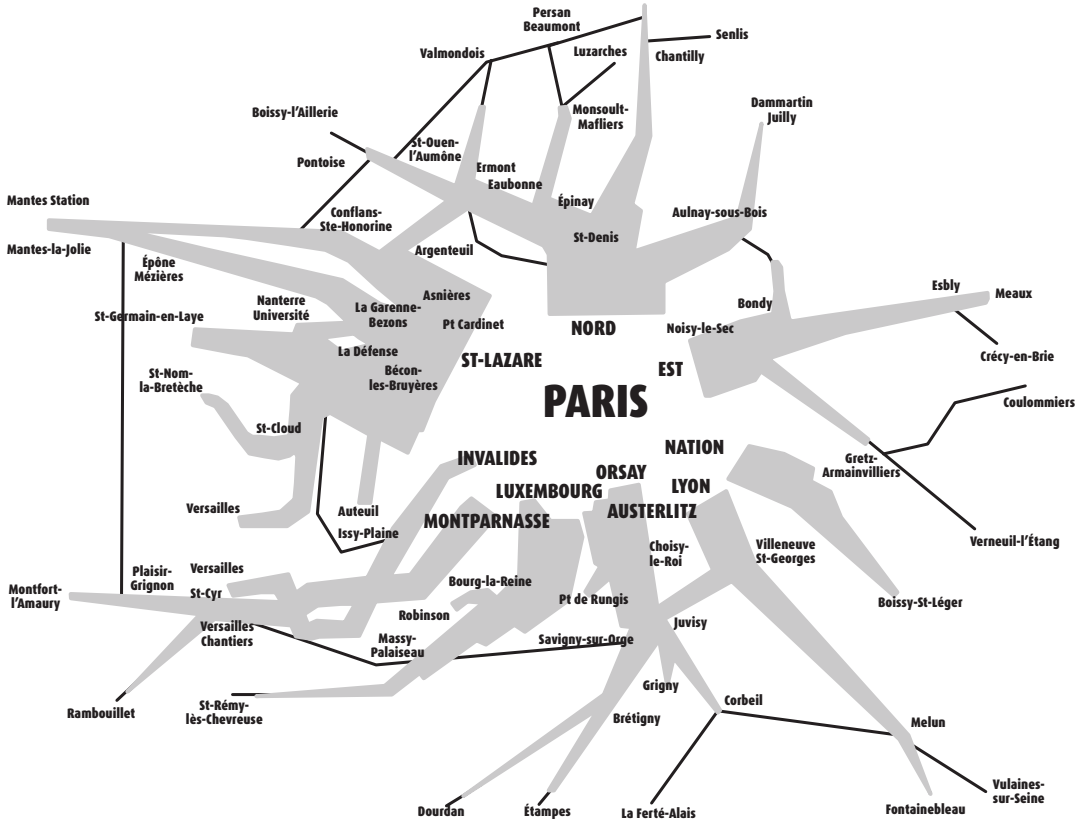 Persan
Beaumont
Senlis
Valmondois
Luzarches
Chantilly
Dammartin
Juilly
Boissy-l'Aillerie
Monsoult-
Mafliers
St-Ouen-
l'Aumône
Pontoise
Ermont
Eaubonne
Mantes Station
Épinay
Aulnay-sous-Bois
Conflans-
Ste-Honorine
St-Denis
Mantes-la-Jolie
Argenteuil
Épône
Mézières
Esbly
Meaux
Asnières
Nanterre
Université
La Garenne-
Bezons
Bondy
St-Germain-en-Laye
Pt Cardinet
NORD
Noisy-le-Sec
La Défense
ST-LAZARE
Crécy-en-Brie
St-Nom-
la-Bretèche
Bécon-
les-Bruyères
EST
PARIS
Coulommiers
St-Cloud
NATION
INVALIDES
Gretz-
Armainvilliers
ORSAY
LUXEMBOURG
LYON
Versailles
Auteuil
AUSTERLITZ
MONTPARNASSE
Issy-Plaine
Verneuil-l'Étang
Choisy-
le-Roi
Villeneuve
St-Georges
Plaisir-
Grignon
Versailles
Bourg-la-Reine
Montfort-
l'Amaury
St-Cyr
Pt de Rungis
Boissy-St-Léger
Robinson
Versailles
Chantiers
Juvisy
Massy-
Palaiseau
Savigny-sur-Orge
Grigny
Corbeil
Rambouillet
St-Rémy-
lès-Chevreuse
Brétigny
Melun
Vulaines-
sur-Seine
Dourdan
Étampes
La Ferté-Alais
Fontainebleau